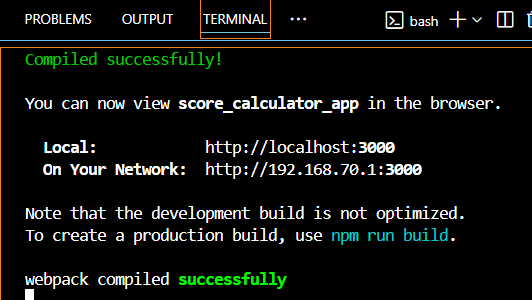 PROBLEMS OUTPUT TERMINAL ··· bash
Compiled successfully!
You can now view score_calculator_app in the browser.
Local: http://localhost:3000
On Your Network: http://192.168.70.1:3000
Note that the development build is not optimized.
To create a production build, use npm run build.
webpack compiled successfully